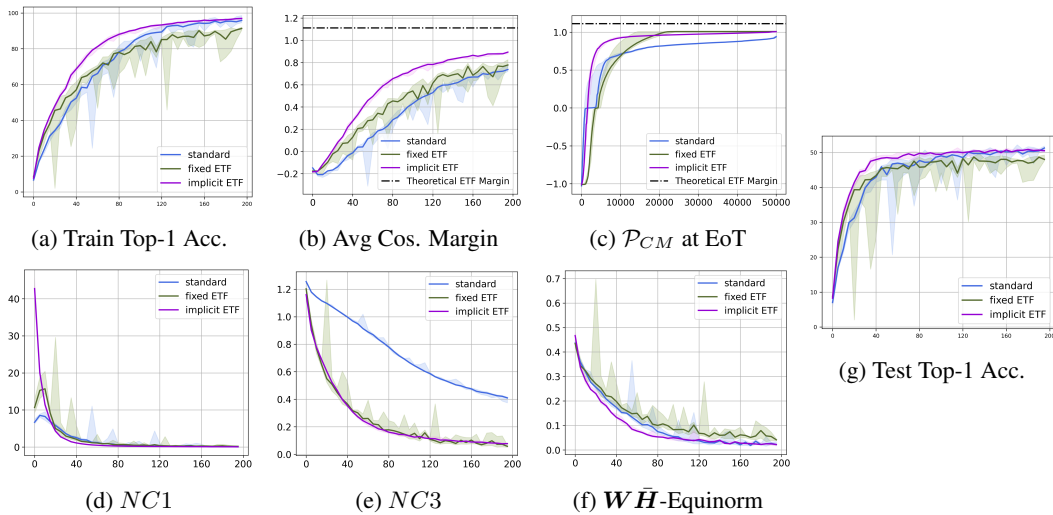 100
80
60
40
20
0
0 40 80 120 160 200
standard
fixed ETF
implicit ETF
(a) Train Top-1 Acc.
1.2
1.0
0.8
0.6
0.4
0.2
0.0
−0.2
0 40 80 120 160 200
standard
fixed ETF
implicit ETF
Theoretical ETF Margin
(b) Avg Cos. Margin
1.0
0.5
0.0
−0.5
−1.0
0 10000 20000 30000 40000 50000
standard
fixed ETF
implicit ETF
Theoretical ETF Margin
(c) 𝒫CM at EoT
40
30
20
10
0
0 40 80 120 160 200
standard
fixed ETF
implicit ETF
(d) NC1
1.2
1.0
0.8
0.6
0.4
0.2
0.0
0 40 80 120 160 200
standard
fixed ETF
implicit ETF
(e) NC3
0.7
0.6
0.5
0.4
0.3
0.2
0.1
0.0
0 40 80 120 160 200
standard
fixed ETF
implicit ETF
(f) WH̄-Equinorm
50
40
30
20
10
0
0 40 80 120 160 200
standard
fixed ETF
implicit ETF
(g) Test Top-1 Acc.